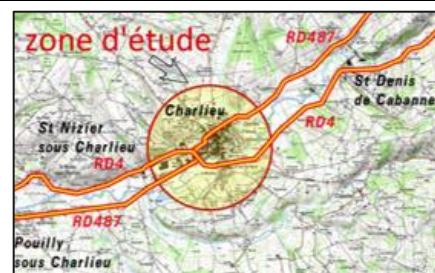 zone d'étude
RD487
Charlieu
St Denis
de Cabanne
St Nizier
sous Charlieu
RD4
RD4
RD487
Pouilly
sous Charlieu